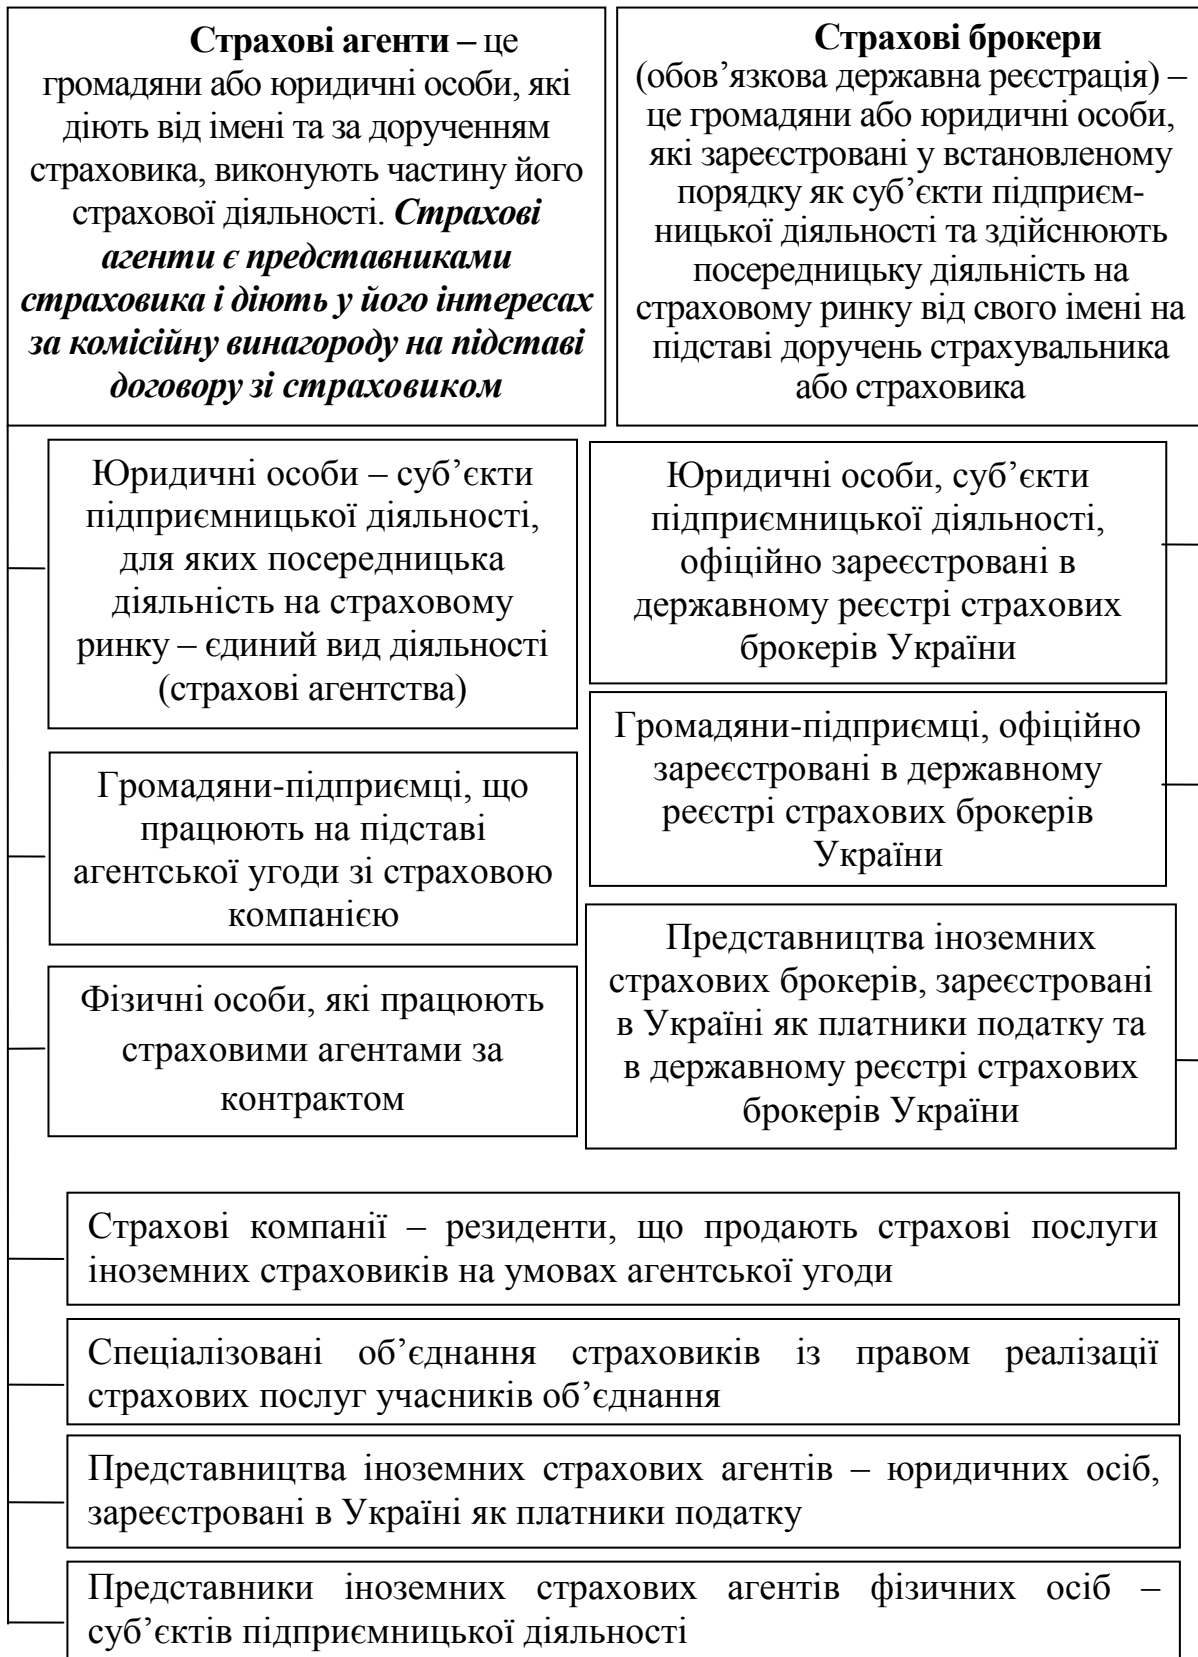 Страхові агенти – це
громадяни або юридичні особи, які
діють від імені та за дорученням
страховика, виконують частину його
страхової діяльності. Страхові
агенти є представниками
страховика і діють у його інтересах
за комісійну винагороду на підставі
договору зі страховиком
Страхові брокери
(обов’язкова державна реєстрація) –
це громадяни або юридичні особи,
які зареєстровані у встановленому
порядку як суб’єкти підприєм-
ницької діяльності та здійснюють
посередницьку діяльність на
страховому ринку від свого імені на
підставі доручень страхувальника
або страховика
Юридичні особи – суб’єкти
підприємницької діяльності,
для яких посередницька
діяльність на страховому
ринку – єдиний вид діяльності
(страхові агентства)
Громадяни-підприємці, що
працюють на підставі
агентської угоди зі страховою
компанією
Фізичні особи, які працюють
страховими агентами за
контрактом
Юридичні особи, суб’єкти
підприємницької діяльності,
офіційно зареєстровані в
державному реєстрі страхових
брокерів України
Громадяни-підприємці, офіційно
зареєстровані в державному
реєстрі страхових брокерів
України
Представництва іноземних
страхових брокерів, зареєстровані
в Україні як платники податку та
в державному реєстрі страхових
брокерів України
Страхові компанії – резиденти, що продають страхові послуги
іноземних страховиків на умовах агентської угоди
Спеціалізовані об’єднання страховиків із правом реалізації
страхових послуг учасників об’єднання
Представництва іноземних страхових агентів – юридичних осіб,
зареєстровані в Україні як платники податку
Представники іноземних страхових агентів фізичних осіб –
суб’єктів підприємницької діяльності